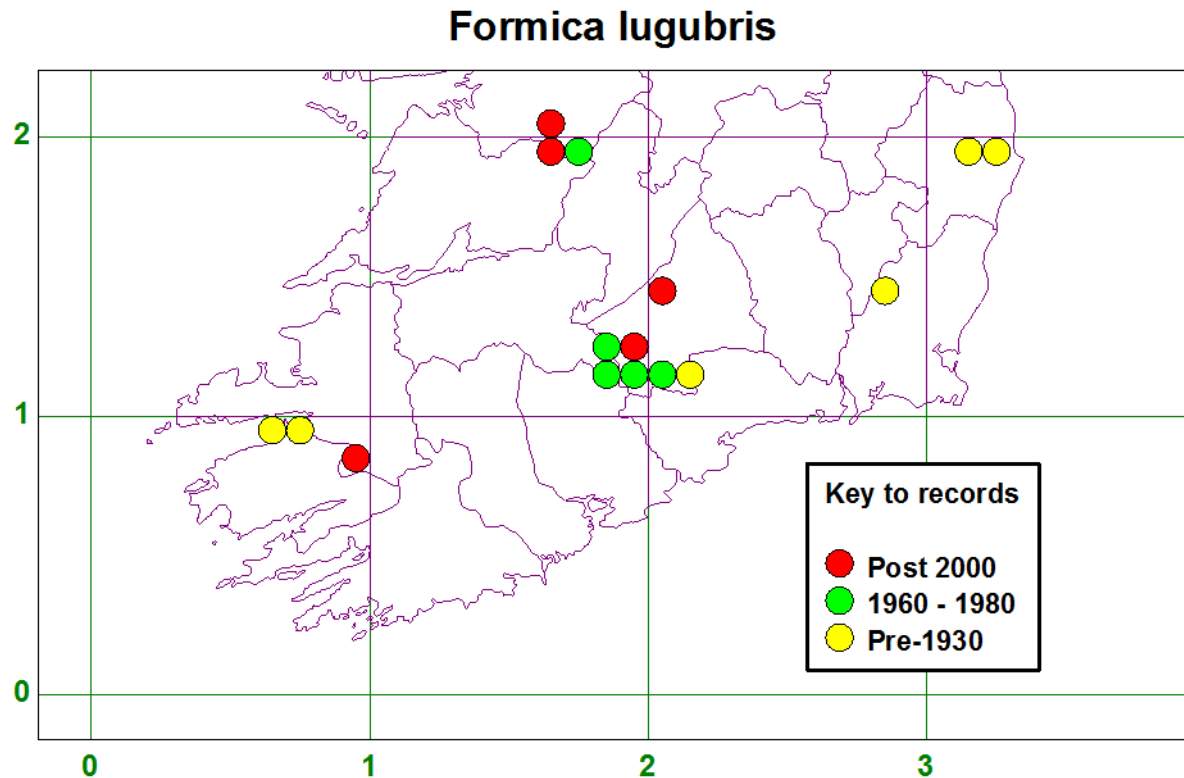 Formica lugubris
2
1
0
Key to records
Post 2000
1960 - 1980
Pre-1930
0 1 2 3